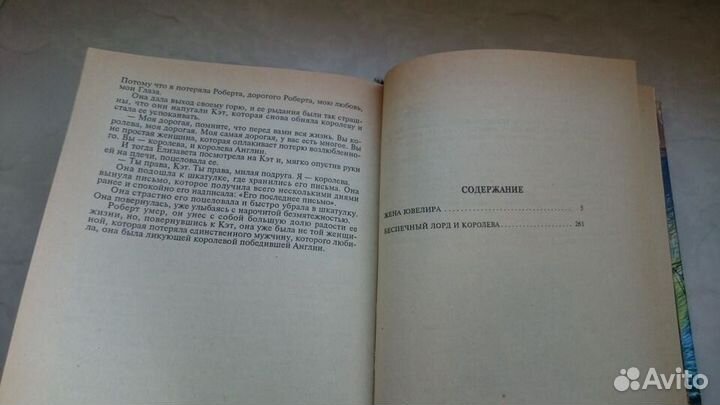 Потому что я потеряла Роберта, дорогого Роберта, мою любовь,
мои Глаза.
Она дала выход своему горю, и ее рыдания были так страш-
ны, что они напугали Кэт, которая снова обняла королеву и
стала ее успокаивать.
— Моя дорогая, помните, что перед вами вся жизнь. Вы ко-
ролева, моя дорогая. Моя самая дорогая, у вас есть многое. Вы
не простая женщина, которая оплакивает потерю возлюбленно-
го. Вы — королева, и королева Англии.
И тогда Елизавета посмотрела на Кэт и, мягко опустив руки
ей на плечи, поцеловала ее.
— Ты права, Кэт. Ты права, милая подруга. Я — королева.
Она подошла к шкатулке, где хранились его письма. Она
вынула письмо, которое получила всего несколькими днями
ранее и спокойно его надписала: «Его последнее письмо».
Она страстно его поцеловала и быстро убрала в шкатулку.
Она повернулась, уже улыбаясь с нарочитой безмятежностью.
Роберт умер, он унес с собой большую долю радости ее
жизни, но, повернувшись к Кэт, она уже была не той женщи-
ной, которая потеряла единственного мужчину, которого люби-
ла, она была ликующей королевой победившей Англии.
СОДЕРЖАНИЕ
ЖЕНА ЮВЕЛИРА 5
БЕСПЕЧНЫЙ ЛОРД И КОРОЛЕВА 261
Avito